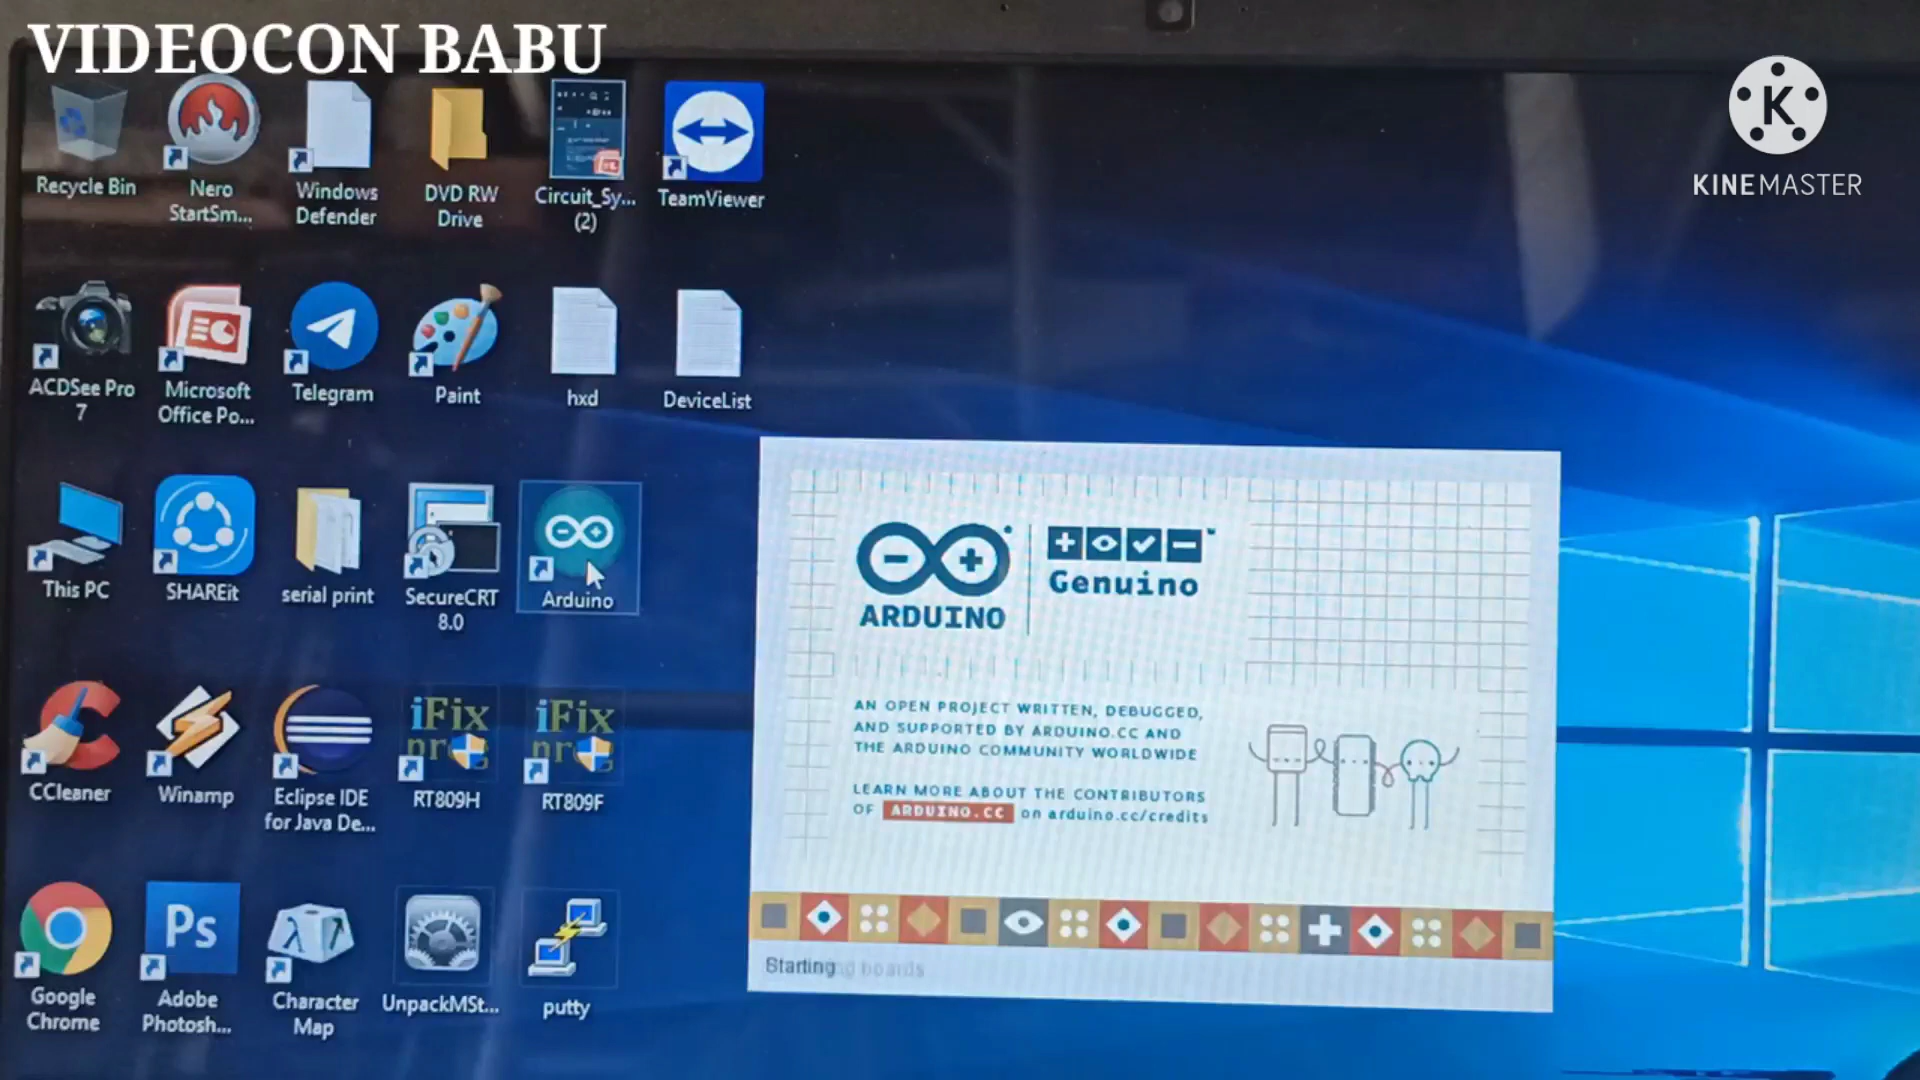 VIDEOCON BABU
K
KINEMASTER
Recycle Bin
Nero
StartSm...
Windows
Defender
DVD RW
Drive
Circuit_Sy...
(2)
TeamViewer
ACDSee Pro
7
Microsoft
Office Po...
Telegram
Paint
hxd
DeviceList
This PC
SHAREit
serial print
SecureCRT
8.0
Arduino
CCleaner
Winamp
Eclipse IDE
for Java De...
iFix
RT809H
iFix
RT809F
Google
Chrome
Ps
Adobe
Photosh...
Character
Map
UnpackMSt...
putty
ARDUINO
Genuino
AN OPEN PROJECT WRITTEN, DEBUGGED,
AND SUPPORTED BY ARDUINO.CC AND
THE ARDUINO COMMUNITY WORLDWIDE
LEARN MORE ABOUT THE CONTRIBUTORS
OF ARDUINO.CC on arduino.cc/credits
Starting boards